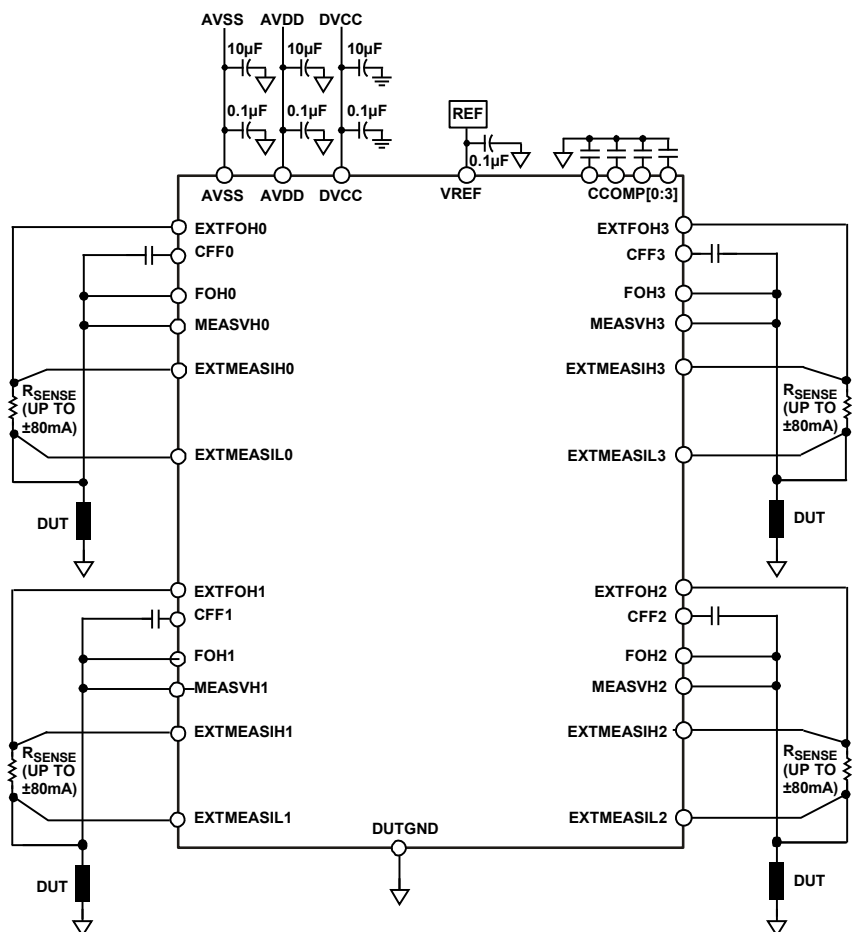 AVSS AVDD DVCC
10µF 10µF 10µF
0.1µF 0.1µF 0.1µF
REF
0.1µF
AVSS AVDD DVCC VREF CCOMP[0:3]
EXTFOH0
CFF0
FOH0
MEASVH0
EXTMEASIH0
RSENSE
(UP TO
±80mA)
EXTMEASIL0
DUT
EXTFOH3
CFF3
FOH3
MEASVH3
EXTMEASIH3
RSENSE
(UP TO
±80mA)
EXTMEASIL3
DUT
EXTFOH1
CFF1
FOH1
MEASVH1
EXTMEASIH1
RSENSE
(UP TO
±80mA)
EXTMEASIL1
DUT
EXTFOH2
CFF2
FOH2
MEASVH2
EXTMEASIH2
RSENSE
(UP TO
±80mA)
EXTMEASIL2
DUT
DUTGND